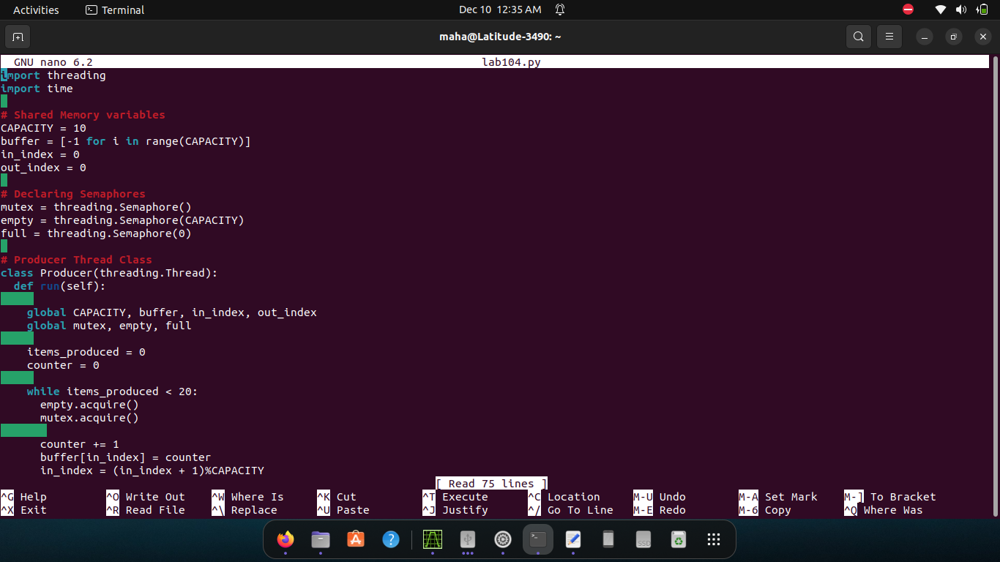 Activities Terminal Dec 10 12:35 AM
maha@Latitude-3490: ~
GNU nano 6.2 lab104.py
import threading
import time
# Shared Memory variables
CAPACITY = 10
buffer = [-1 for i in range(CAPACITY)]
in_index = 0
out_index = 0
# Declaring Semaphores
mutex = threading.Semaphore()
empty = threading.Semaphore(CAPACITY)
full = threading.Semaphore(0)
# Producer Thread Class
class Producer(threading.Thread):
  def run(self):
    global CAPACITY, buffer, in_index, out_index
    global mutex, empty, full
    items_produced = 0
    counter = 0
    while items_produced < 20:
      empty.acquire()
      mutex.acquire()
      counter += 1
      buffer[in_index] = counter
      in_index = (in_index + 1)%CAPACITY
[ Read 75 lines ]
^G Help ^O Write Out ^W Where Is ^K Cut ^T Execute ^C Location M-U Undo M-A Set Mark M-] To Bracket
^X Exit ^R Read File ^\ Replace ^U Paste ^J Justify ^/ Go To Line M-E Redo M-6 Copy ^Q Where Was
SSD